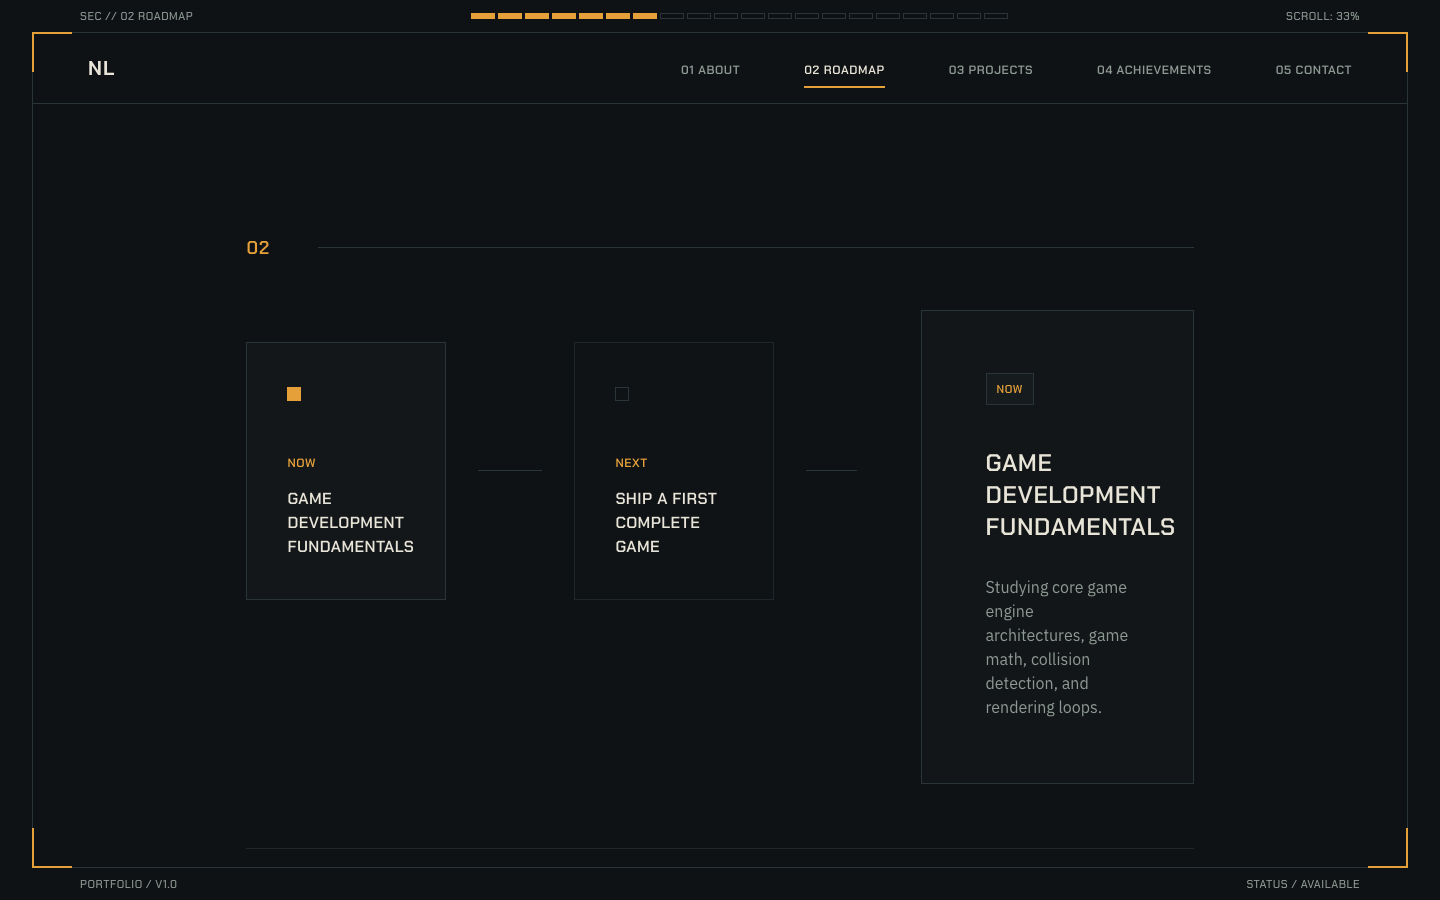 SEC // 02 ROADMAP
SCROLL: 33%
NL
01 ABOUT
02 ROADMAP
03 PROJECTS
04 ACHIEVEMENTS
05 CONTACT
02
NOW
GAME
DEVELOPMENT
FUNDAMENTALS
NEXT
SHIP A FIRST
COMPLETE
GAME
NOW
GAME
DEVELOPMENT
FUNDAMENTALS
Studying core game
engine
architectures, game
math, collision
detection, and
rendering loops.
PORTFOLIO / V1.0
STATUS / AVAILABLE